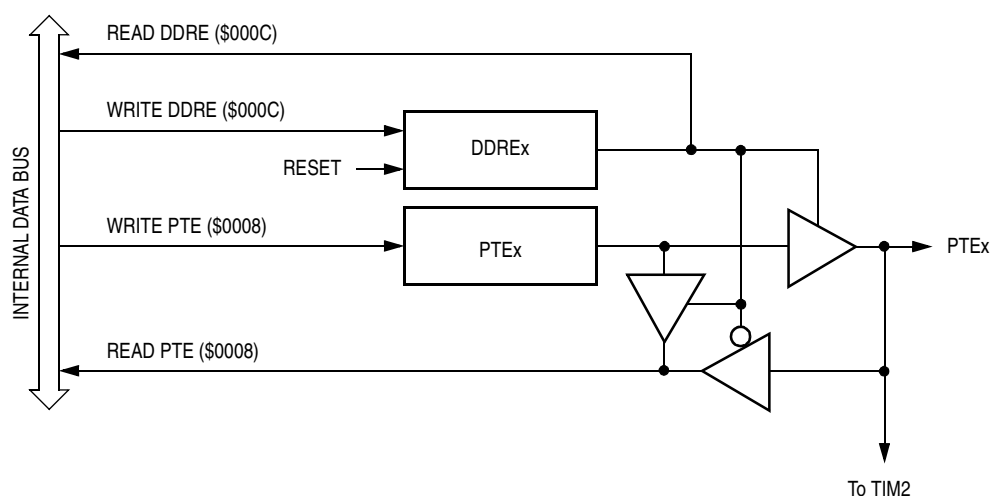 READ DDRE ($000C)
WRITE DDRE ($000C)
DDREx
RESET
INTERNAL DATA BUS
WRITE PTE ($0008)
PTEx
PTEx
READ PTE ($0008)
To TIM2